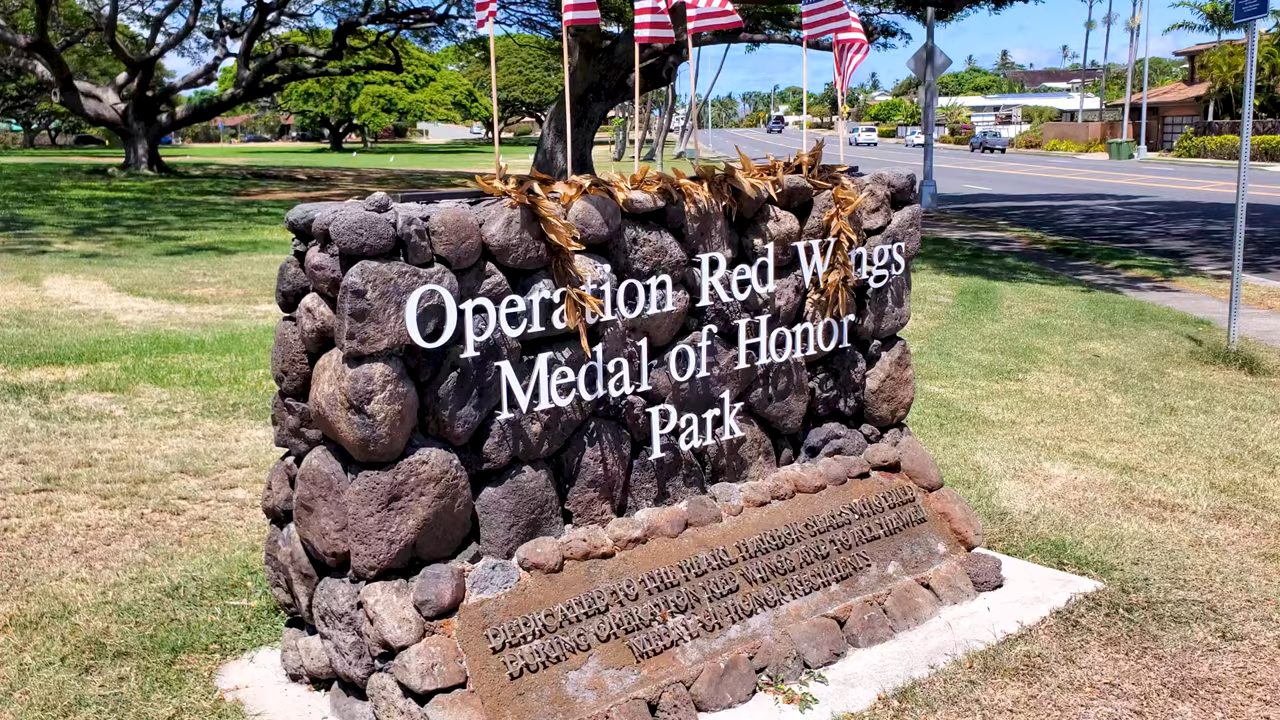 Operation Red Wings
Medal of Honor
Park
DEDICATED TO THE PEARL HARBOR SEALS WHO DIED
DURING OPERATION RED WINGS AND TO ALL HAWAII
MEDAL OF HONOR RECIPIENTS